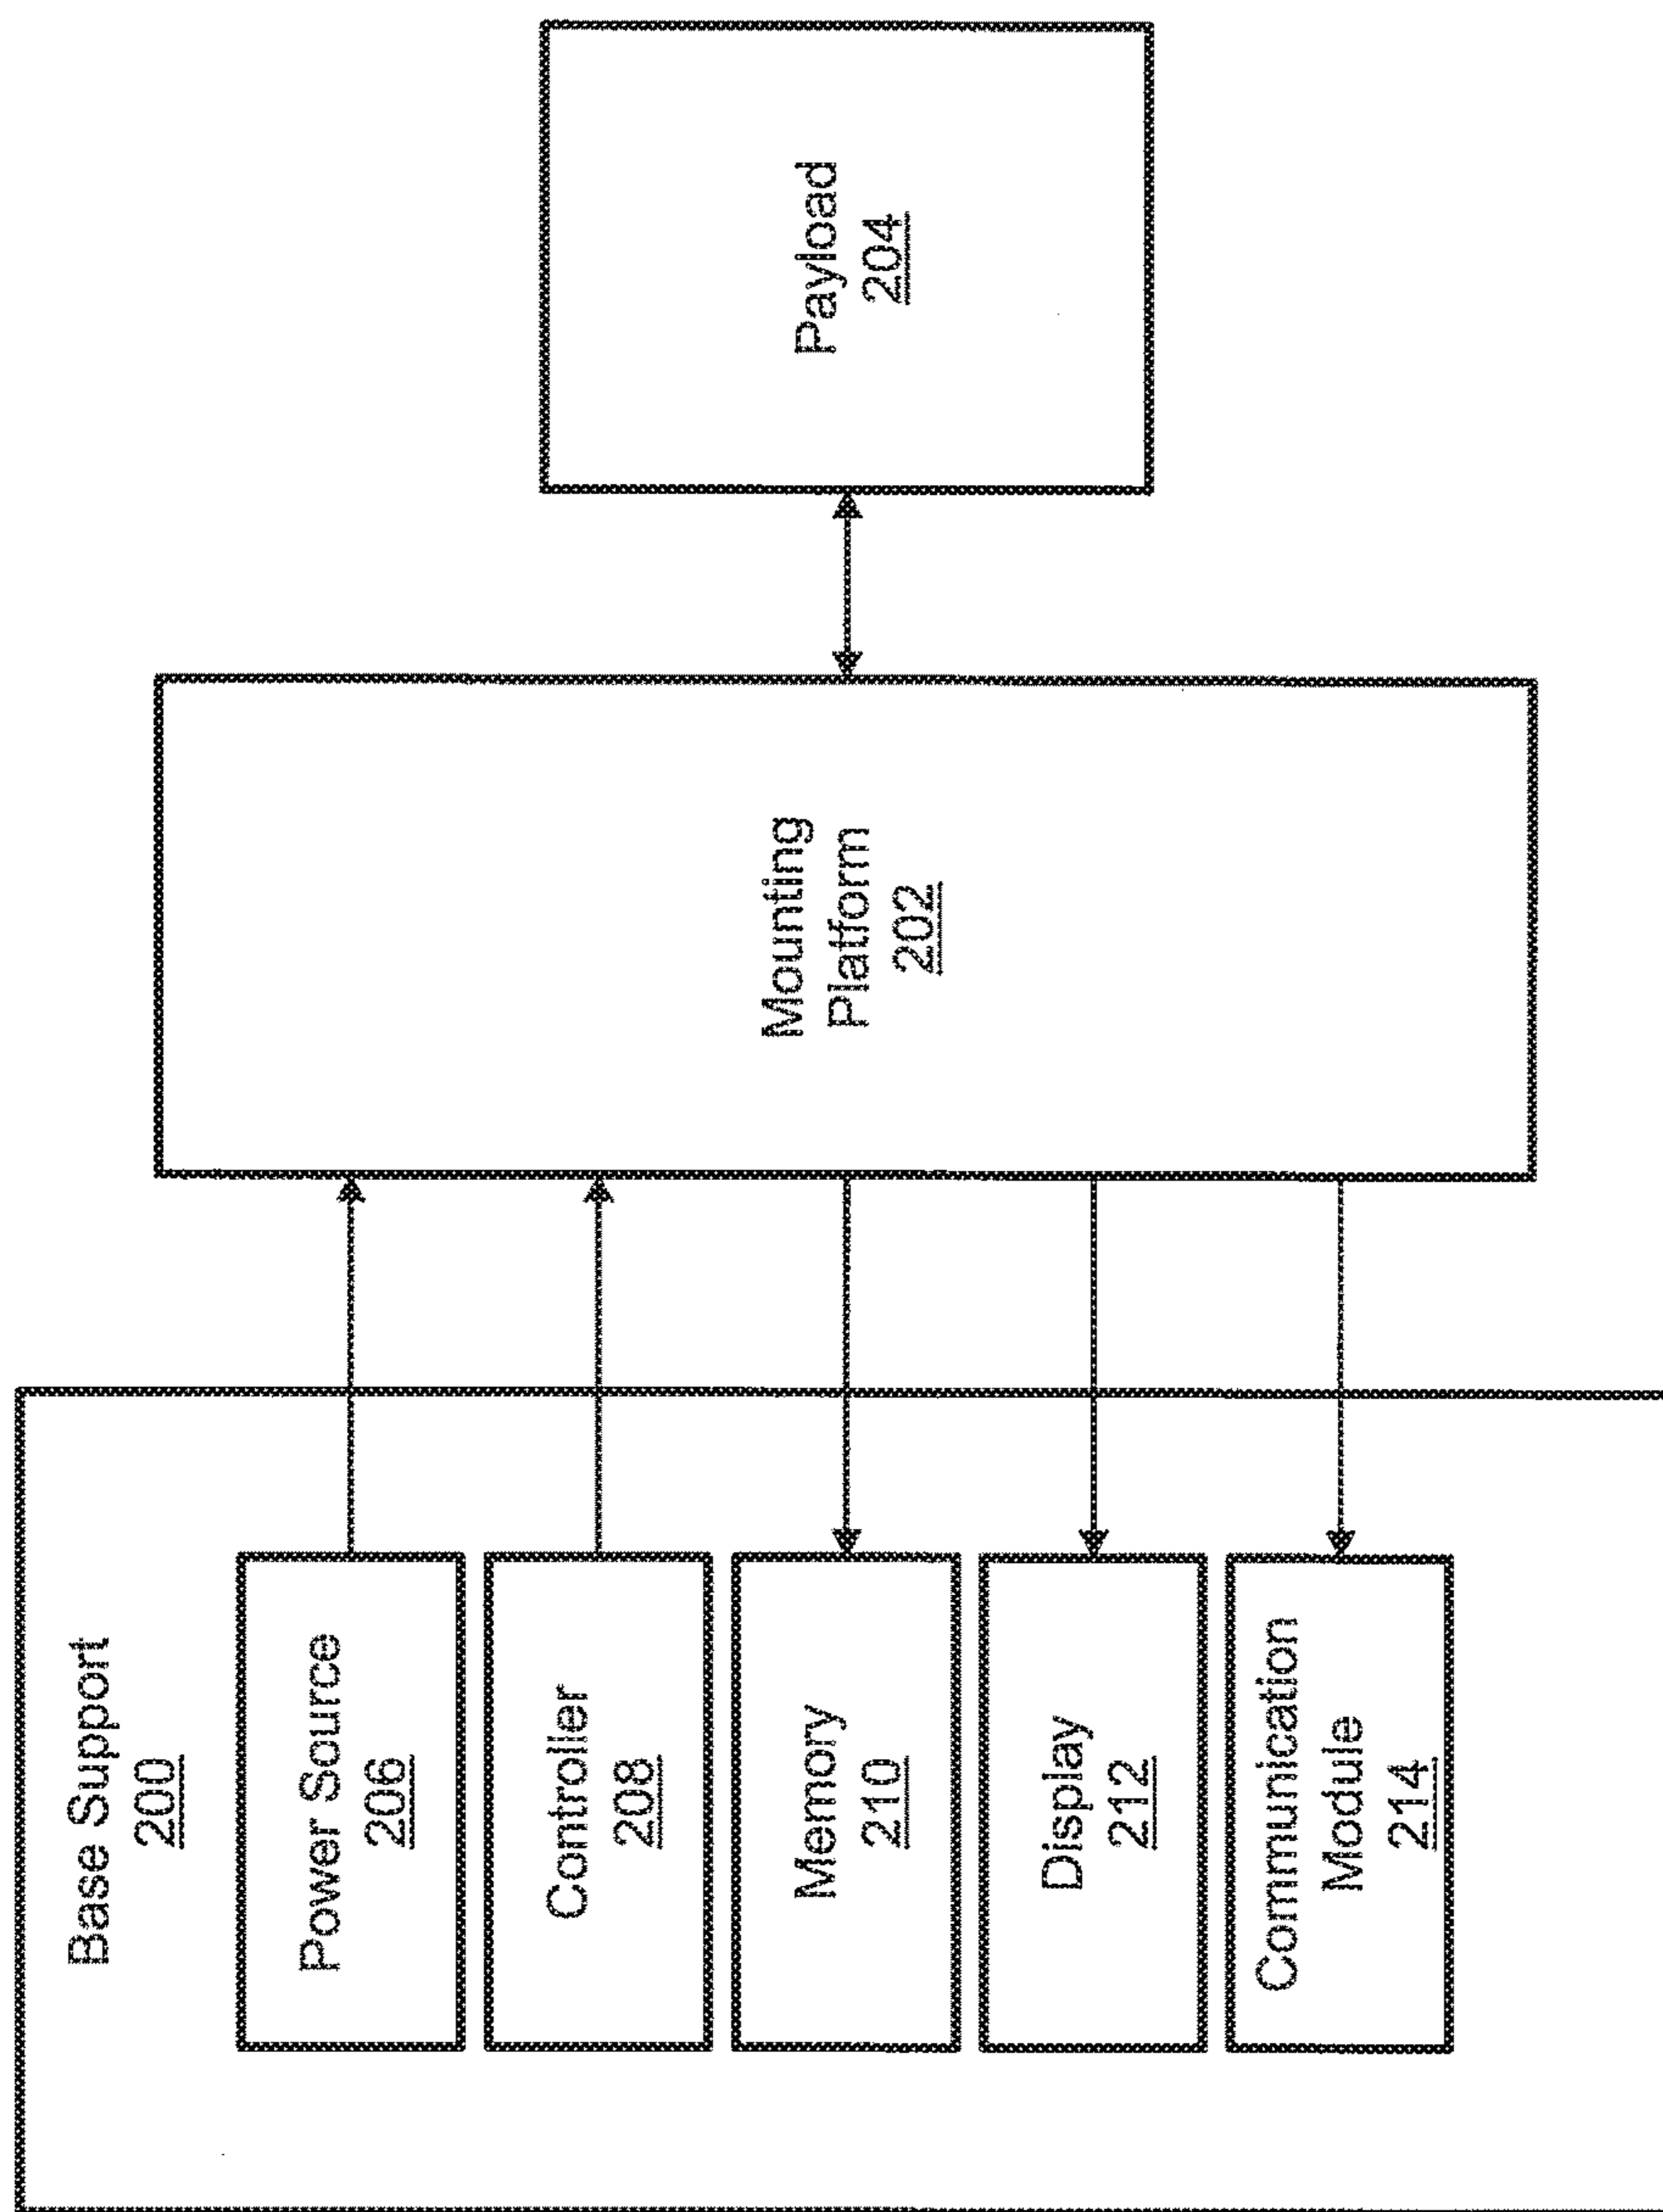 Base Support
200
Power Source
206
Controller
208
Memory
210
Display
212
Communication
Module
214
Mounting
Platform
202
Payload
204